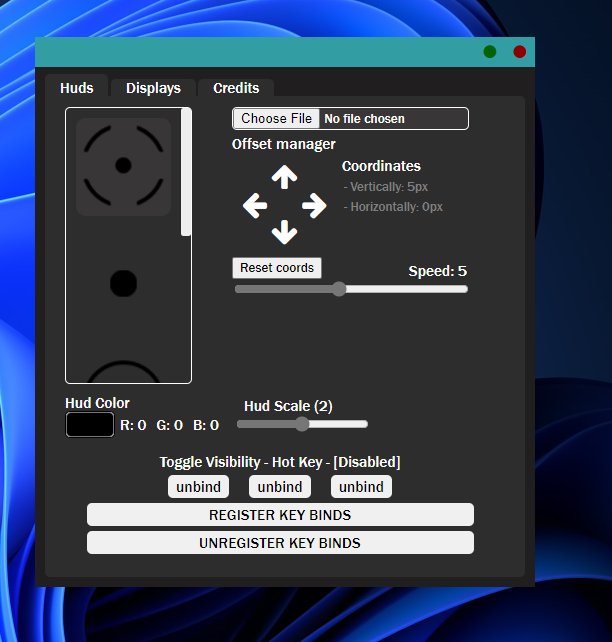 Huds Displays Credits
Choose File No file chosen
Offset manager
Coordinates
- Vertically: 5px
- Horizontally: 0px
Reset coords
Speed: 5
Hud Color
R: 0 G: 0 B: 0
Hud Scale (2)
Toggle Visibility - Hot Key - [Disabled]
unbind unbind unbind
REGISTER KEY BINDS
UNREGISTER KEY BINDS